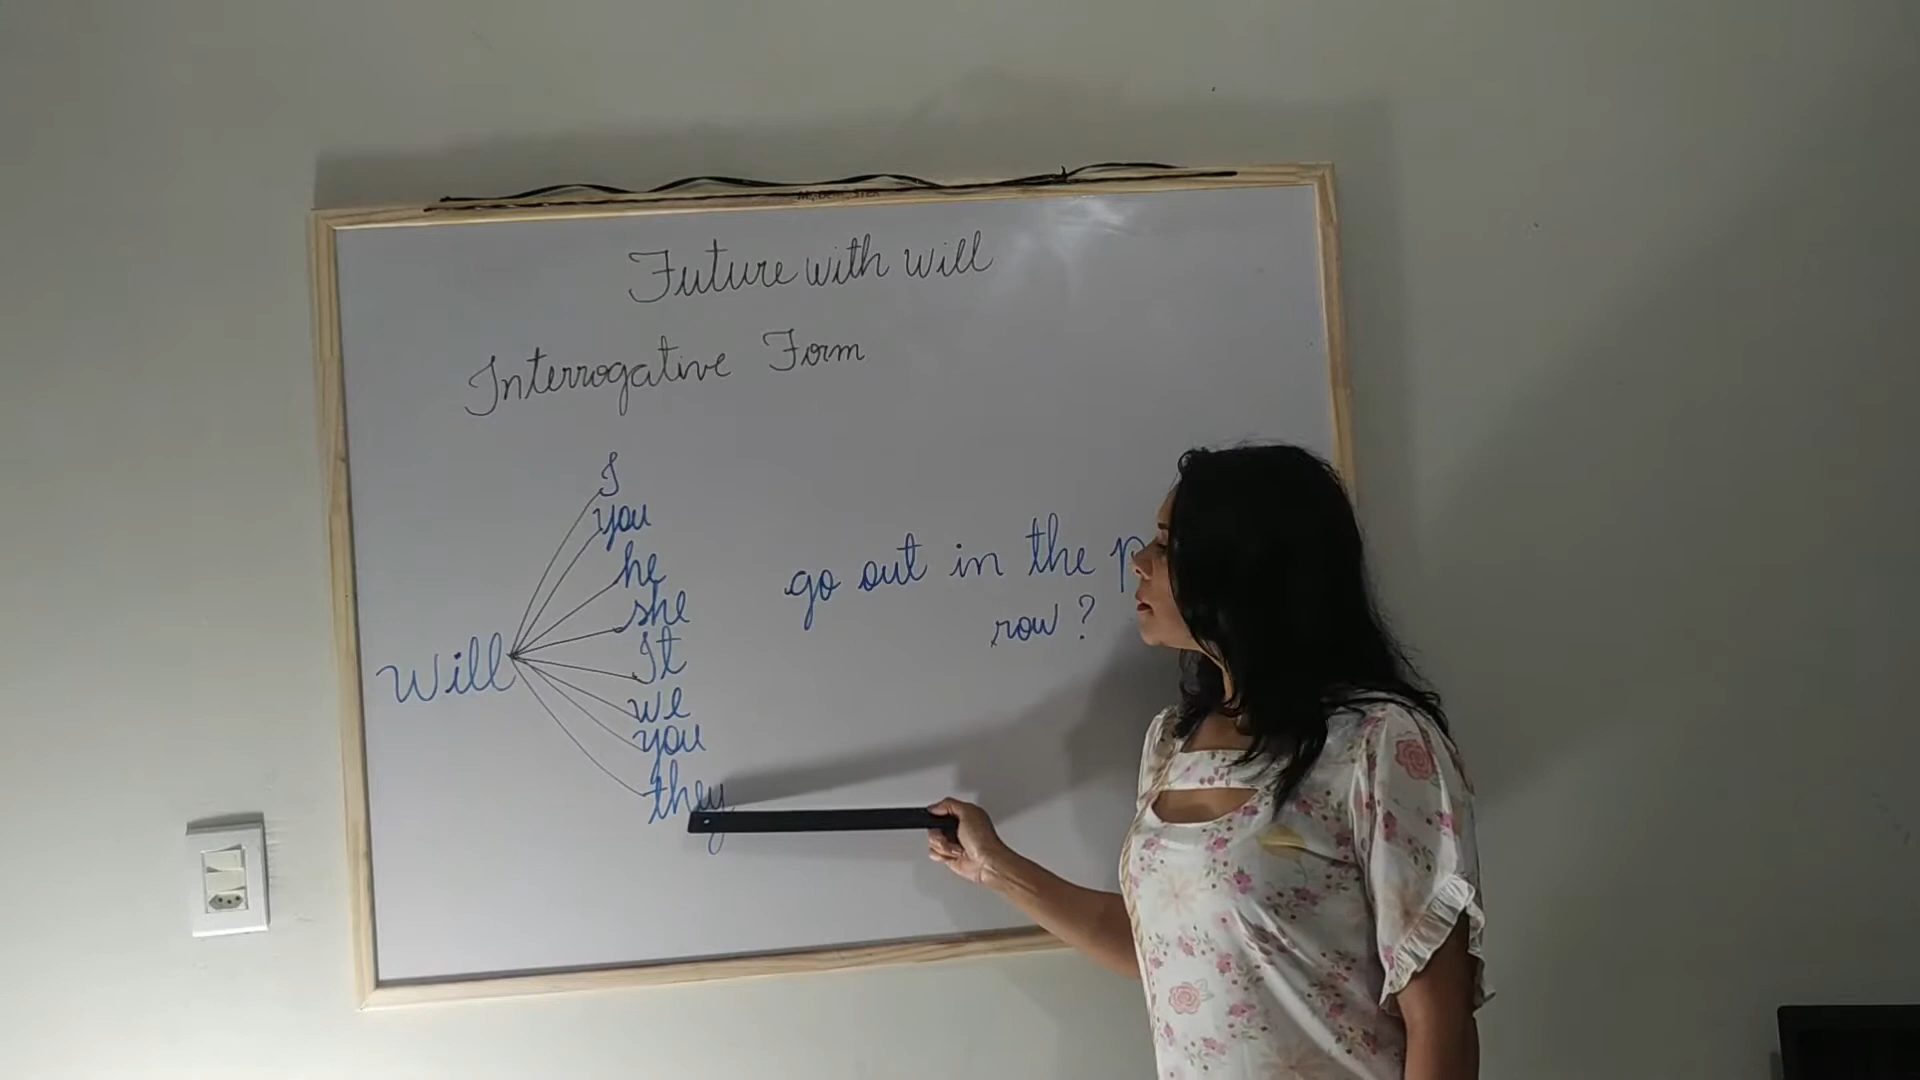 Future with will
Interrogative Form
I
you
he
she
It
we
you
they
Will
go out in the
row?